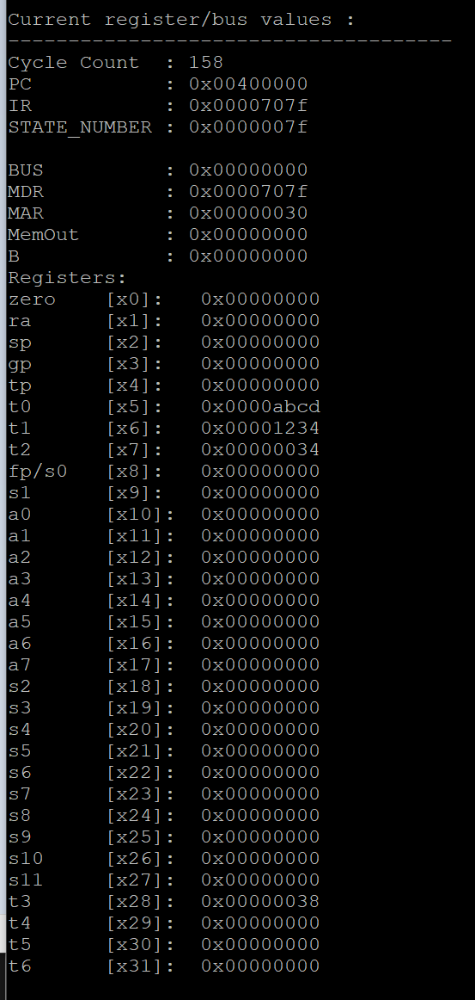 Current register/bus values :
-------------------------------------
Cycle Count  : 158
PC           : 0x00400000
IR           : 0x0000707f
STATE_NUMBER : 0x0000007f

BUS          : 0x00000000
MDR          : 0x0000707f
MAR          : 0x00000030
MemOut       : 0x00000000
B            : 0x00000000
Registers:
zero    [x0]:   0x00000000
ra      [x1]:   0x00000000
sp      [x2]:   0x00000000
gp      [x3]:   0x00000000
tp      [x4]:   0x00000000
t0      [x5]:   0x0000abcd
t1      [x6]:   0x00001234
t2      [x7]:   0x00000034
fp/s0   [x8]:   0x00000000
s1      [x9]:   0x00000000
a0      [x10]:  0x00000000
a1      [x11]:  0x00000000
a2      [x12]:  0x00000000
a3      [x13]:  0x00000000
a4      [x14]:  0x00000000
a5      [x15]:  0x00000000
a6      [x16]:  0x00000000
a7      [x17]:  0x00000000
s2      [x18]:  0x00000000
s3      [x19]:  0x00000000
s4      [x20]:  0x00000000
s5      [x21]:  0x00000000
s6      [x22]:  0x00000000
s7      [x23]:  0x00000000
s8      [x24]:  0x00000000
s9      [x25]:  0x00000000
s10     [x26]:  0x00000000
s11     [x27]:  0x00000000
t3      [x28]:  0x00000038
t4      [x29]:  0x00000000
t5      [x30]:  0x00000000
t6      [x31]:  0x00000000